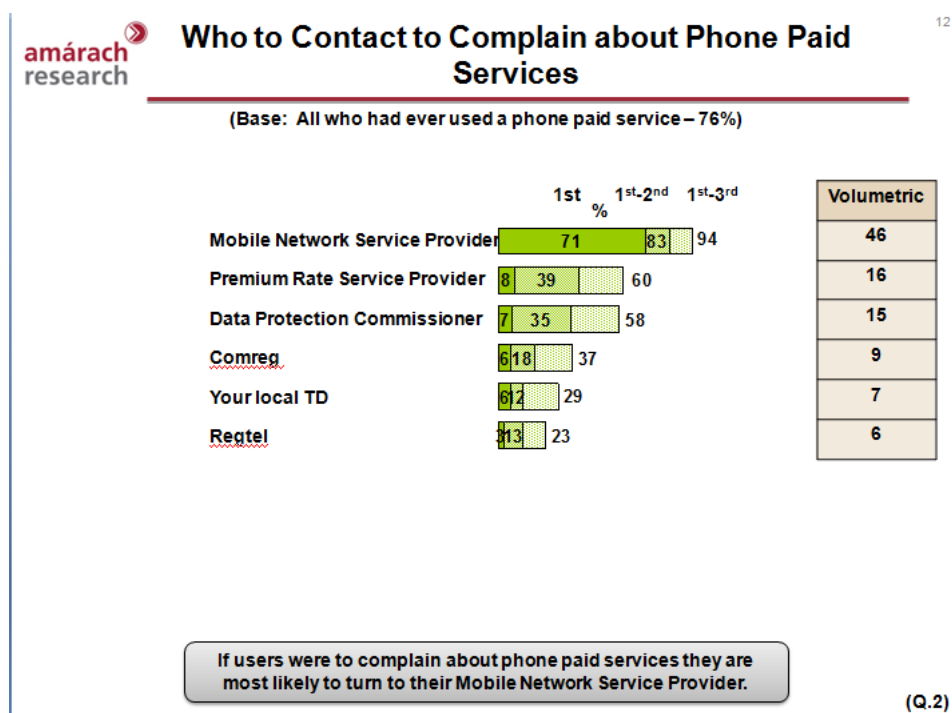 12
amárach
research
Who to Contact to Complain about Phone Paid
Services
(Base: All who had ever used a phone paid service – 76%)
1st 1st-2nd 1st-3rd
%
Volumetric
Mobile Network Service Provider 71 83 94 46
Premium Rate Service Provider 8 39 60 16
Data Protection Commissioner 7 35 58 15
Comreg 6 18 37 9
Your local TD 6 12 29 7
Regtel 3 13 23 6
If users were to complain about phone paid services they are
most likely to turn to their Mobile Network Service Provider.
(Q.2)